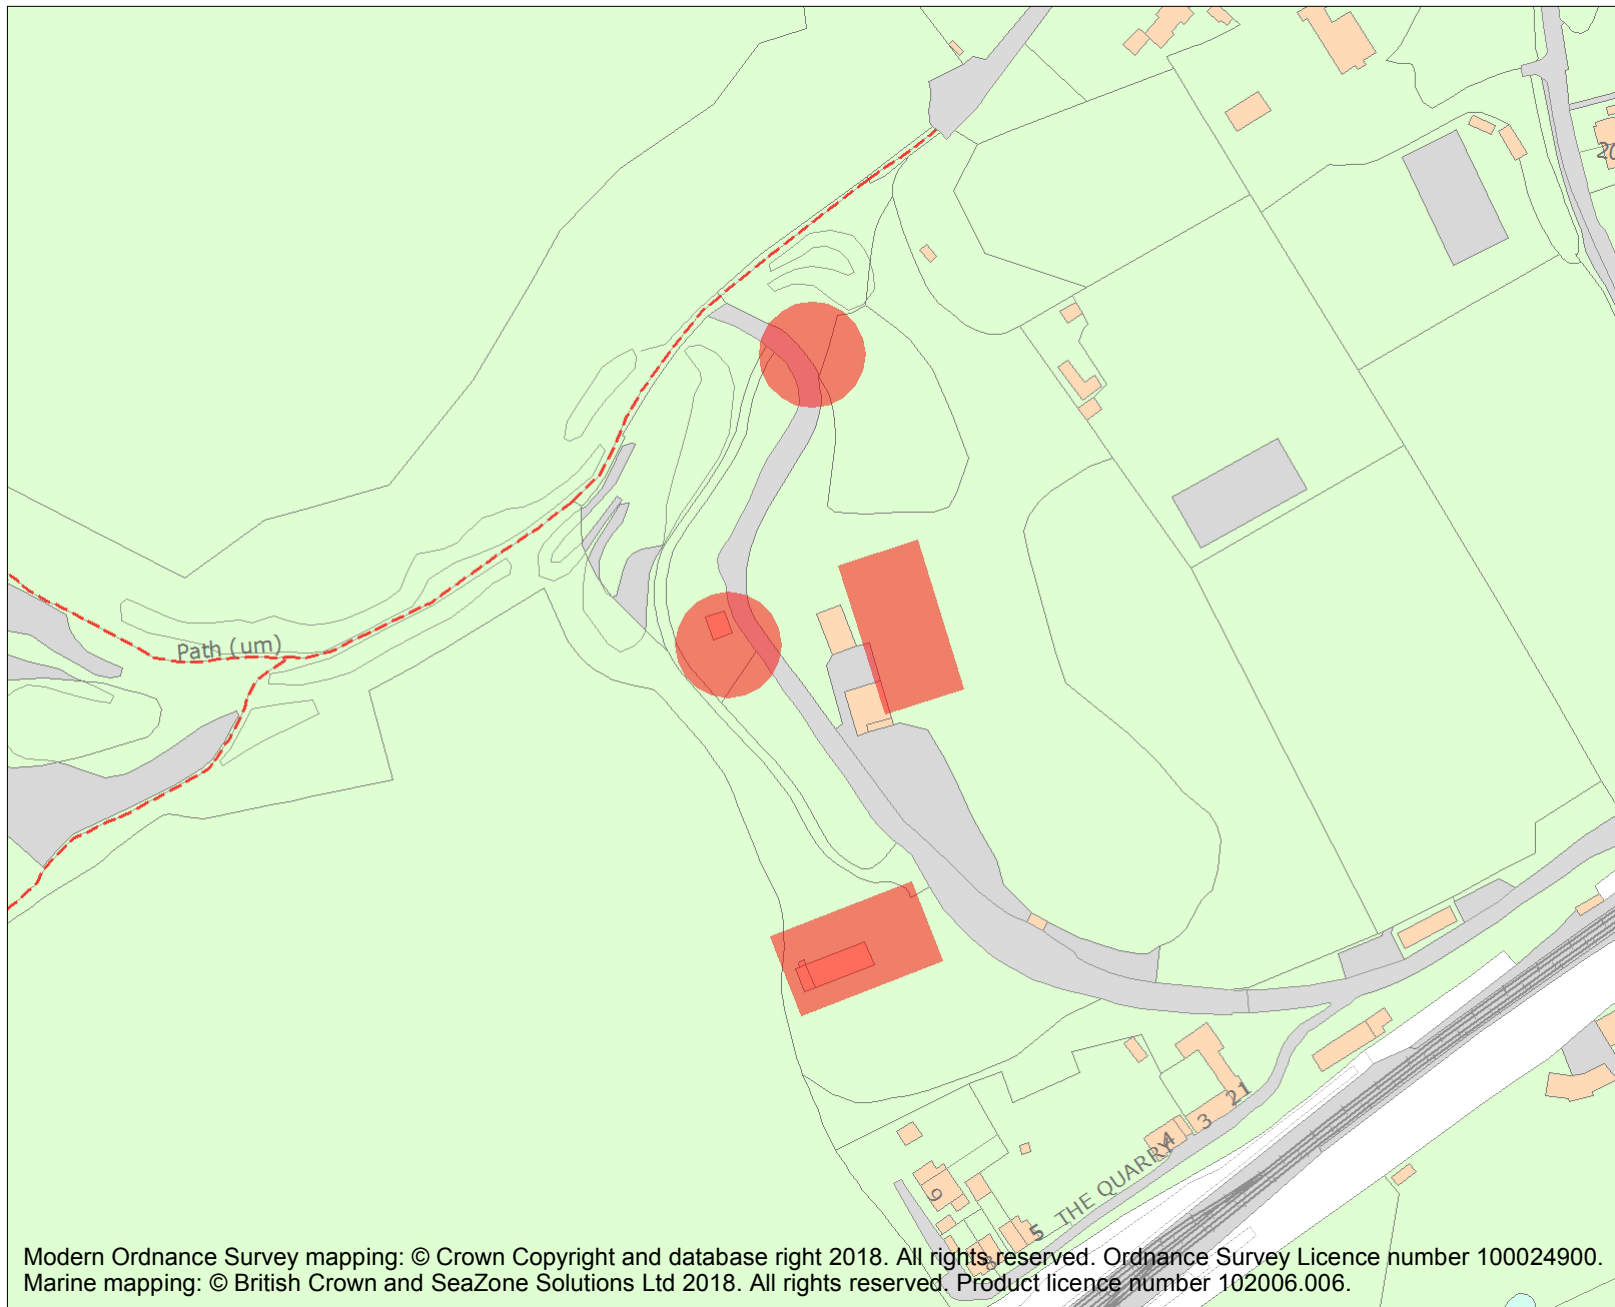 20
Path (um)
21
3
4
THE QUARRY
9
5
8
Modern Ordnance Survey mapping: © Crown Copyright and database right 2018. All rights reserved. Ordnance Survey Licence number 100024900.
Marine mapping: © British Crown and SeaZone Solutions Ltd 2018. All rights reserved. Product licence number 102006.006.